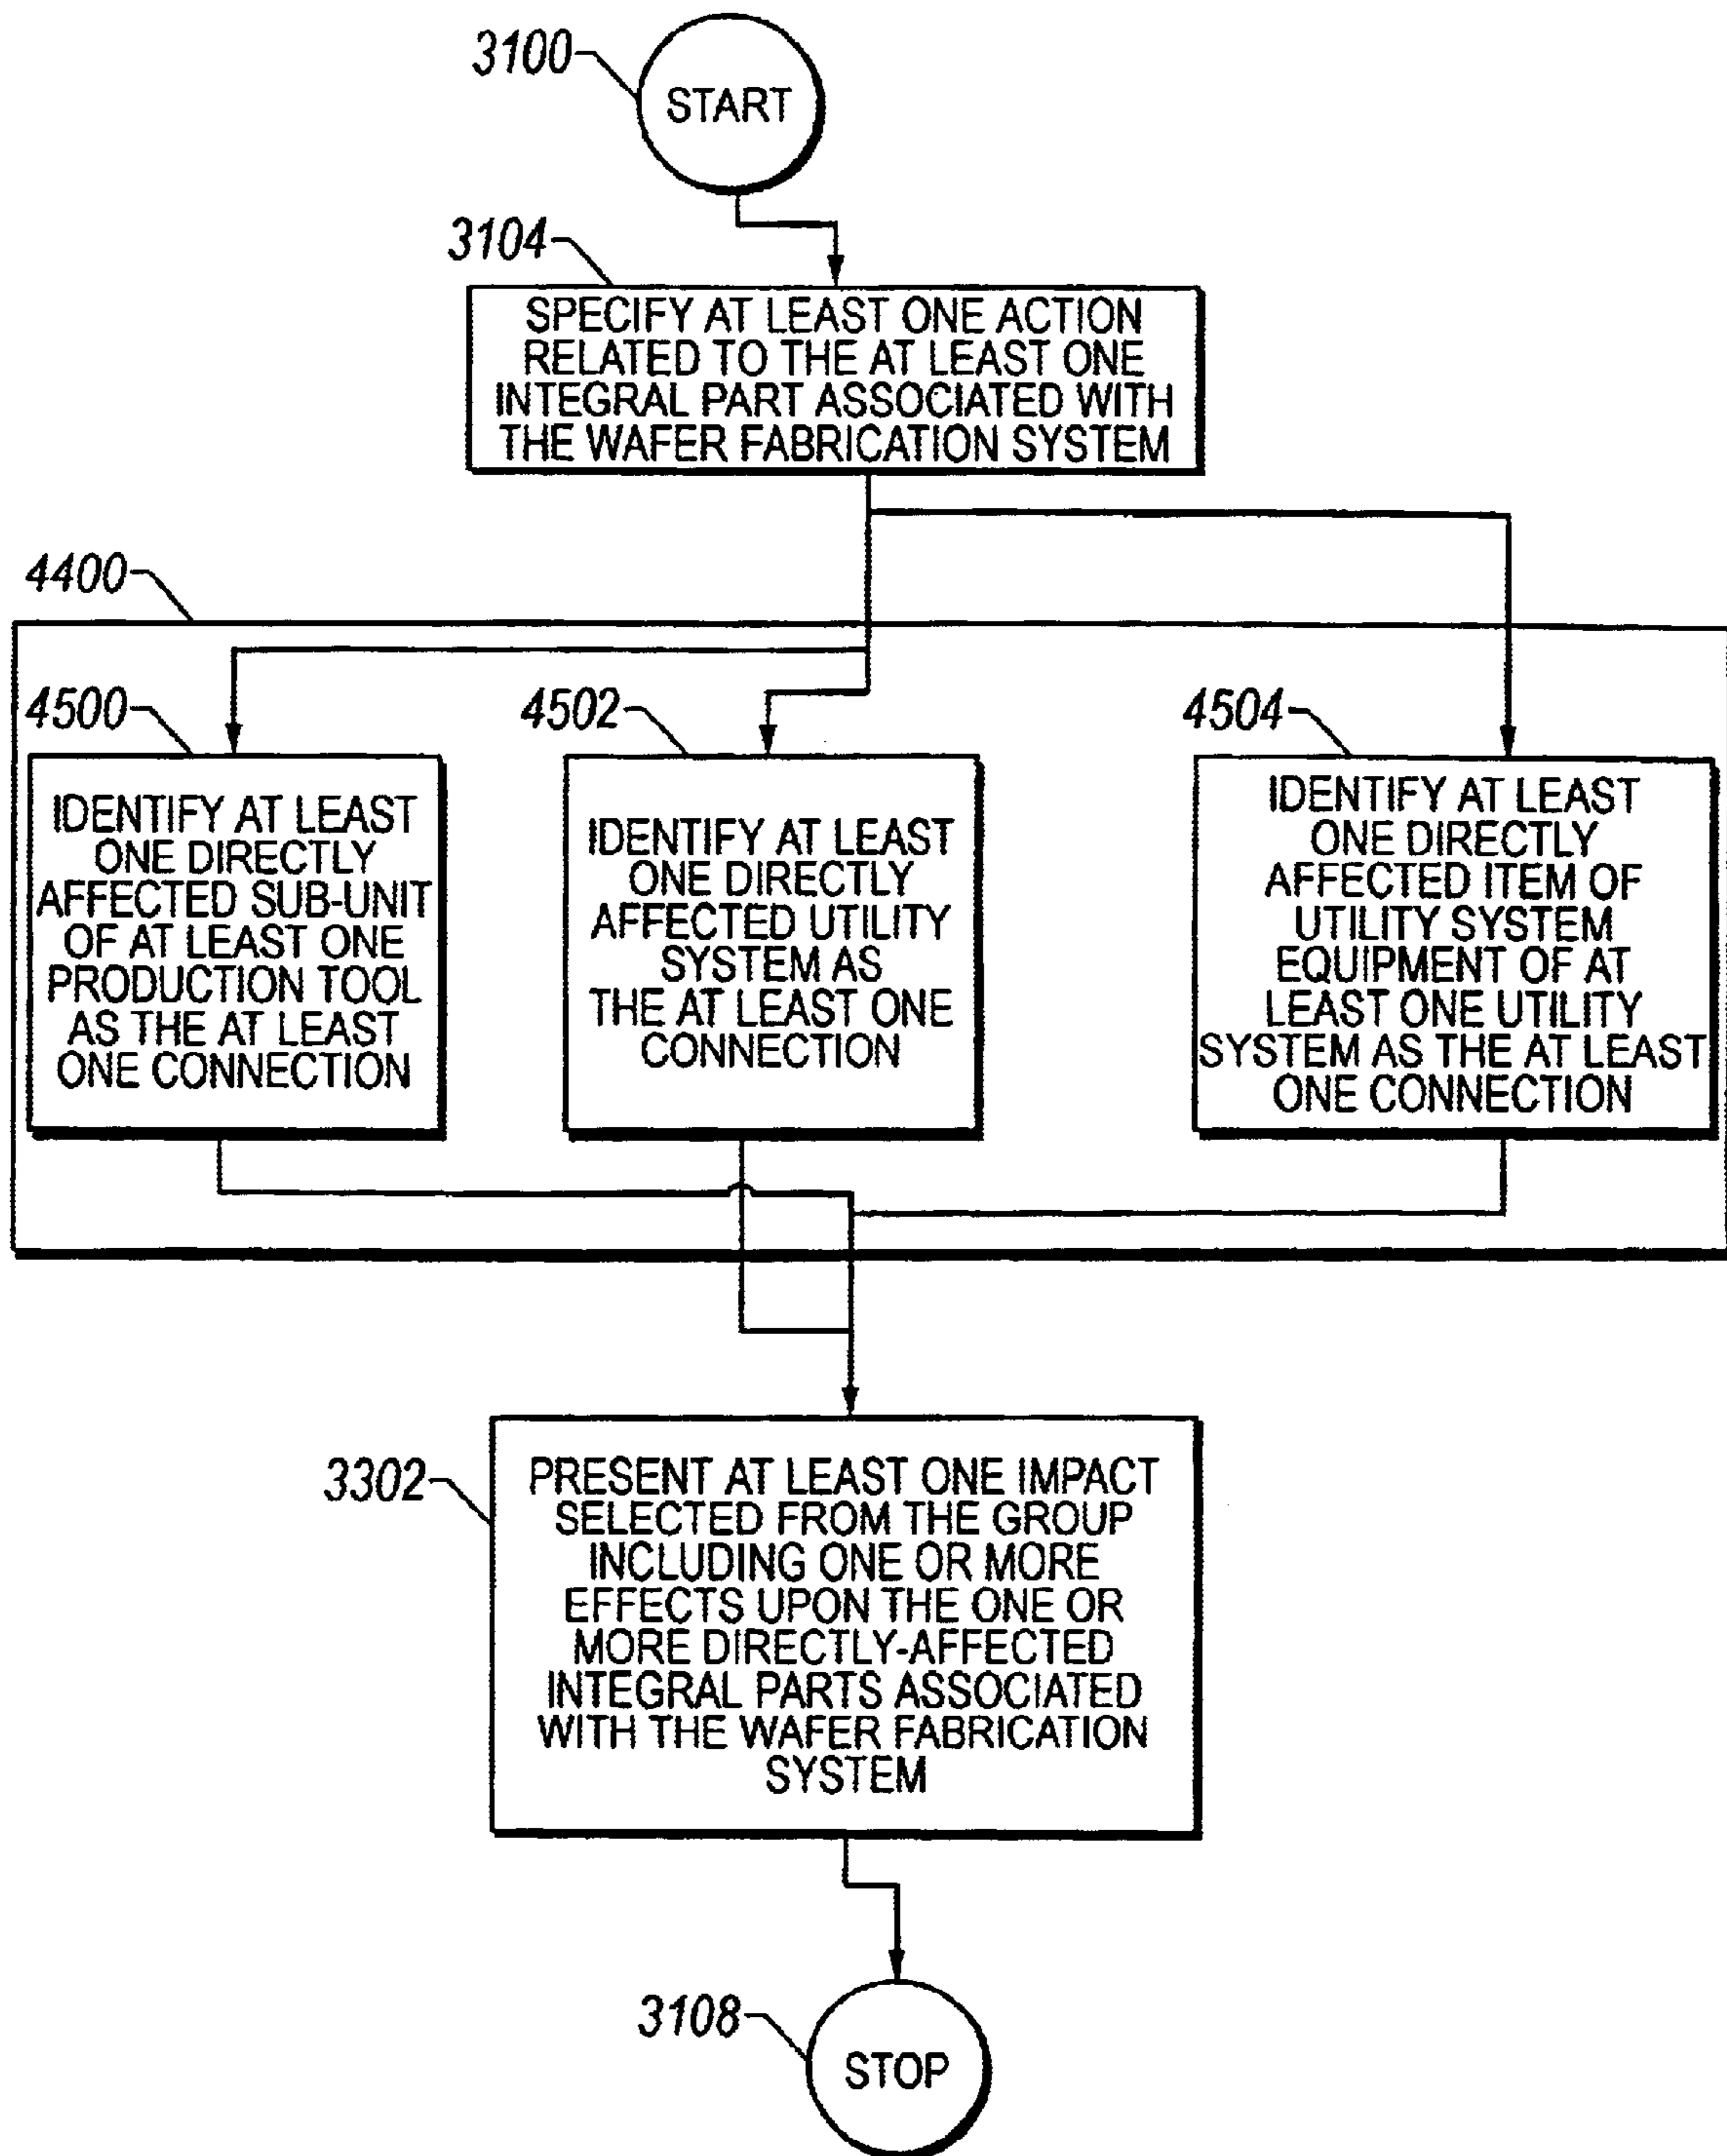 3100
START
3104
SPECIFY AT LEAST ONE ACTION
RELATED TO THE AT LEAST ONE
INTEGRAL PART ASSOCIATED WITH
THE WAFER FABRICATION SYSTEM
4400
4500
IDENTIFY AT LEAST
ONE DIRECTLY
AFFECTED SUB-UNIT
OF AT LEAST ONE
PRODUCTION TOOL
AS THE AT LEAST
ONE CONNECTION
4502
IDENTIFY AT LEAST
ONE DIRECTLY
AFFECTED UTILITY
SYSTEM AS
THE AT LEAST ONE
CONNECTION
4504
IDENTIFY AT LEAST
ONE DIRECTLY
AFFECTED ITEM OF
UTILITY SYSTEM
EQUIPMENT OF AT
LEAST ONE UTILITY
SYSTEM AS THE AT LEAST
ONE CONNECTION
3302
PRESENT AT LEAST ONE IMPACT
SELECTED FROM THE GROUP
INCLUDING ONE OR MORE
EFFECTS UPON THE ONE OR
MORE DIRECTLY-AFFECTED
INTEGRAL PARTS ASSOCIATED
WITH THE WAFER FABRICATION
SYSTEM
3108
STOP